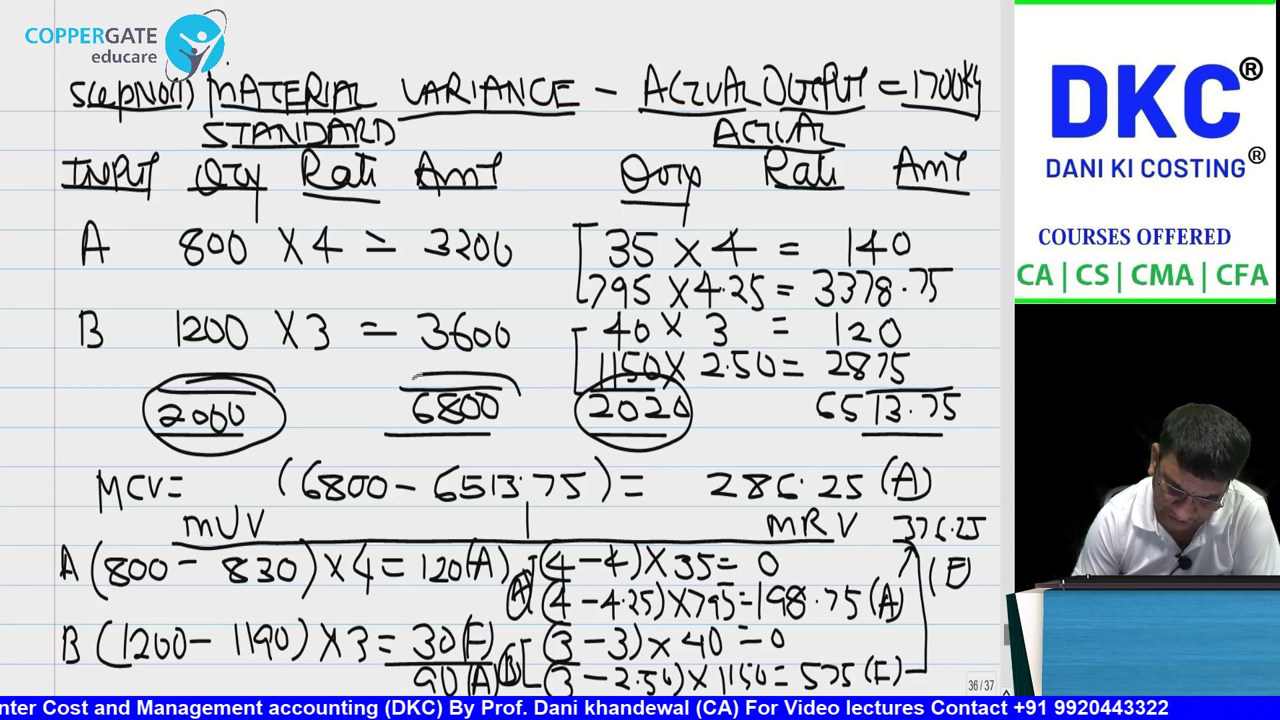 COPPERGATE
educare
Step No(1) MATERIAL VARIANCE - ACTUAL OUTPUT = 1700Kg
STANDARD ACTUAL
INPUT Qty Rate Amt Qty Rate Amt
A 800 X 4 = 3200 35 x 4 = 140
795 X 4.25 = 3378.75
B 1200 X 3 = 3600 40 X 3 = 120
1150 X 2.50 = 2875
2000 6800 2020 6513.75
MCV = (6800 - 6513.75) = 286.25 (A)
MUV MRV 376.25
A (800 - 830) X 4 = 120 (A) (4 - 4) X 35 = 0 (F)
(A) (4 - 4.25) X 795 = 198.75 (A)
B (1200 - 1190) X 3 = 30 (F) (3 - 3) X 40 = 0
90 (A) (B) (3 - 2.50) X 1150 = 575 (F)
36 / 37
DKC®
DANI KI COSTING®
COURSES OFFERED
CA | CS | CMA | CFA
nter Cost and Management accounting (DKC) By Prof. Dani khandewal (CA) For Video lectures Contact +91 9920443322